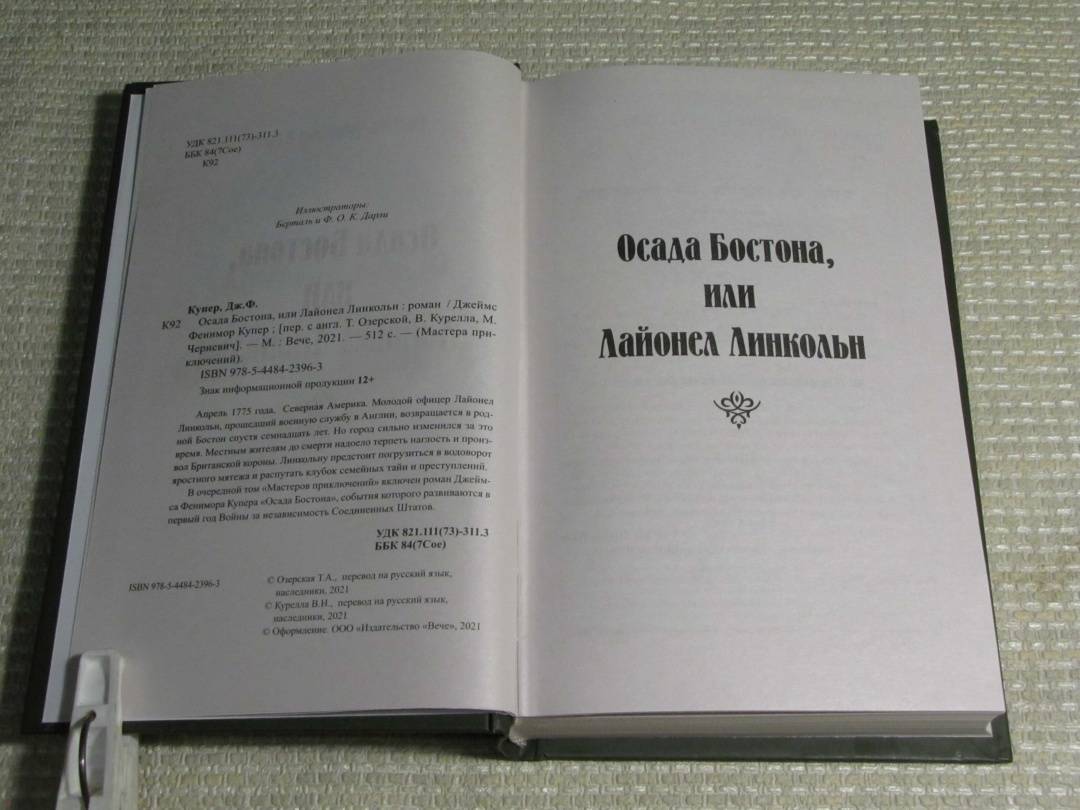 УДК 821.111(73)-311.3
ББК 84(7Сое)
К92
Иллюстраторы:
Берталь и Ф. О. К. Дарли
Купер, Дж.Ф.
К92 Осада Бостона, или Лайонел Линкольн : роман / Джеймс
Фенимор Купер ; [пер. с англ. Т. Озерской, В. Курелла, М.
Черневич]. — М. : Вече, 2021. — 512 с. — (Мастера при-
ключений).
ISBN 978-5-4484-2396-3
Знак информационной продукции 12+
Апрель 1775 года. Северная Америка. Молодой офицер Лайонел
Линкольн, прошедший военную службу в Англии, возвращается в род-
ной Бостон спустя семнадцать лет. Но город сильно изменился за это
время. Местным жителям до смерти надоело терпеть наглость и произ-
вол Британской короны. Линкольну предстоит погрузиться в водоворот
яростного мятежа и распутать клубок семейных тайн и преступлений.
В очередной том «Мастеров приключений» включен роман Джейм-
са Фенимора Купера «Осада Бостона», события которого развиваются в
первый год Войны за независимость Соединенных Штатов.
УДК 821.111(73)-311.3
ББК 84(7Сое)
ISBN 978-5-4484-2396-3
© Озерская Т.А., перевод на русский язык,
наследники, 2021
© Курелла В.Н., перевод на русский язык,
наследники, 2021
© Оформление. ООО «Издательство «Вече», 2021
Осада Бостона,
или
Лайонел Линкольн